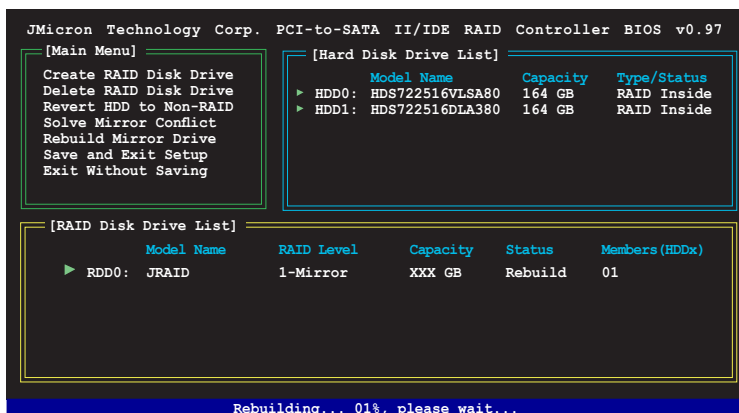 JMicron Technology Corp. PCI-to-SATA II/IDE RAID Controller BIOS v0.97
[Main Menu]
Create RAID Disk Drive
Delete RAID Disk Drive
Revert HDD to Non-RAID
Solve Mirror Conflict
Rebuild Mirror Drive
Save and Exit Setup
Exit Without Saving
[Hard Disk Drive List]
Model Name Capacity Type/Status
HDD0: HDS722516VLSA80 164 GB RAID Inside
HDD1: HDS722516DLA380 164 GB RAID Inside
[RAID Disk Drive List]
Model Name RAID Level Capacity Status Members(HDDx)
RDD0: JRAID 1-Mirror XXX GB Rebuild 01
Rebuilding... 01%, please wait...